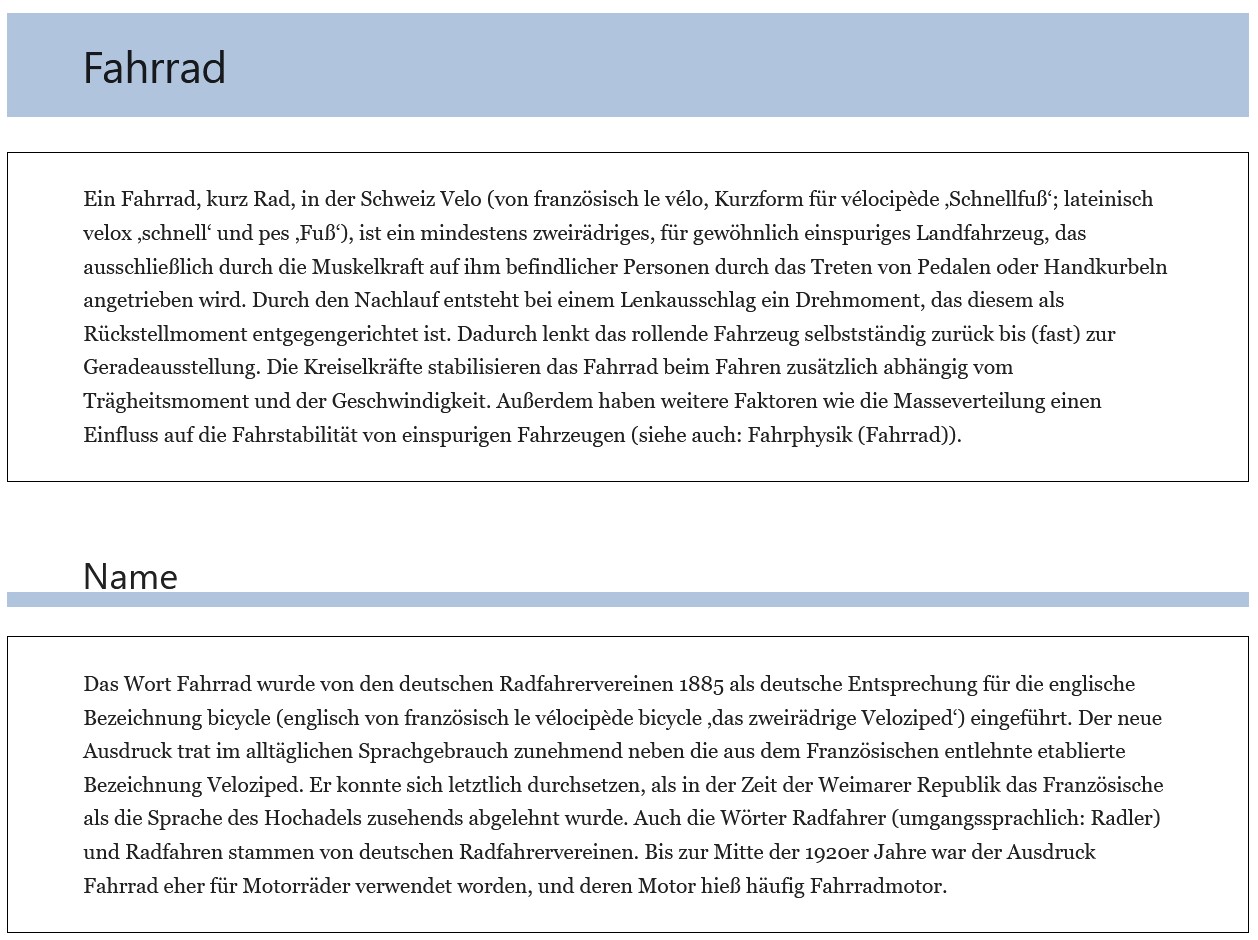 Fahrrad
Ein Fahrrad, kurz Rad, in der Schweiz Velo (von französisch le vélo, Kurzform für vélocipède ‚Schnellfuß‘; lateinisch
velox ‚schnell‘ und pes ‚Fuß‘), ist ein mindestens zweirädriges, für gewöhnlich einspuriges Landfahrzeug, das
ausschließlich durch die Muskelkraft auf ihm befindlicher Personen durch das Treten von Pedalen oder Handkurbeln
angetrieben wird. Durch den Nachlauf entsteht bei einem Lenkausschlag ein Drehmoment, das diesem als
Rückstellmoment entgegengerichtet ist. Dadurch lenkt das rollende Fahrzeug selbstständig zurück bis (fast) zur
Geradeausstellung. Die Kreiselkräfte stabilisieren das Fahrrad beim Fahren zusätzlich abhängig vom
Trägheitsmoment und der Geschwindigkeit. Außerdem haben weitere Faktoren wie die Masseverteilung einen
Einfluss auf die Fahrstabilität von einspurigen Fahrzeugen (siehe auch: Fahrphysik (Fahrrad)).
Name
Das Wort Fahrrad wurde von den deutschen Radfahrervereinen 1885 als deutsche Entsprechung für die englische
Bezeichnung bicycle (englisch von französisch le vélocipède bicycle ‚das zweirädrige Veloziped‘) eingeführt. Der neue
Ausdruck trat im alltäglichen Sprachgebrauch zunehmend neben die aus dem Französischen entlehnte etablierte
Bezeichnung Veloziped. Er konnte sich letztlich durchsetzen, als in der Zeit der Weimarer Republik das Französische
als die Sprache des Hochadels zusehends abgelehnt wurde. Auch die Wörter Radfahrer (umgangssprachlich: Radler)
und Radfahren stammen von deutschen Radfahrervereinen. Bis zur Mitte der 1920er Jahre war der Ausdruck
Fahrrad eher für Motorräder verwendet worden, und deren Motor hieß häufig Fahrradmotor.